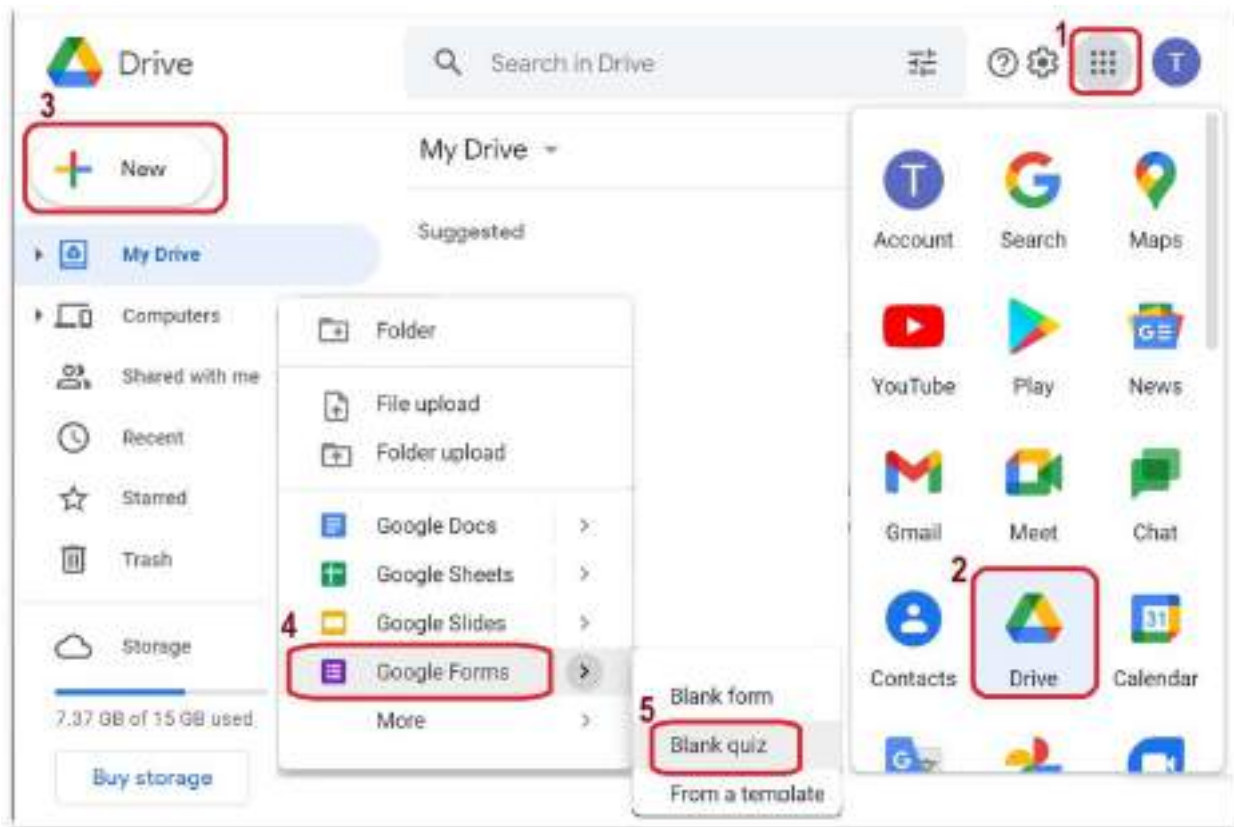 Drive
Search in Drive
1
T
3
New
My Drive
Suggested
My Drive
Computers
Shared with me
Recent
Starred
Trash
Storage
7.37 GB of 15 GB used
Buy storage
Folder
File upload
Folder upload
Google Docs
Google Sheets
Google Slides
4
Google Forms
More
Blank form
5
Blank quiz
From a template
T
Account Search Maps
GE
YouTube Play News
Gmail Meet Chat
2
31
Contacts Drive Calendar
G